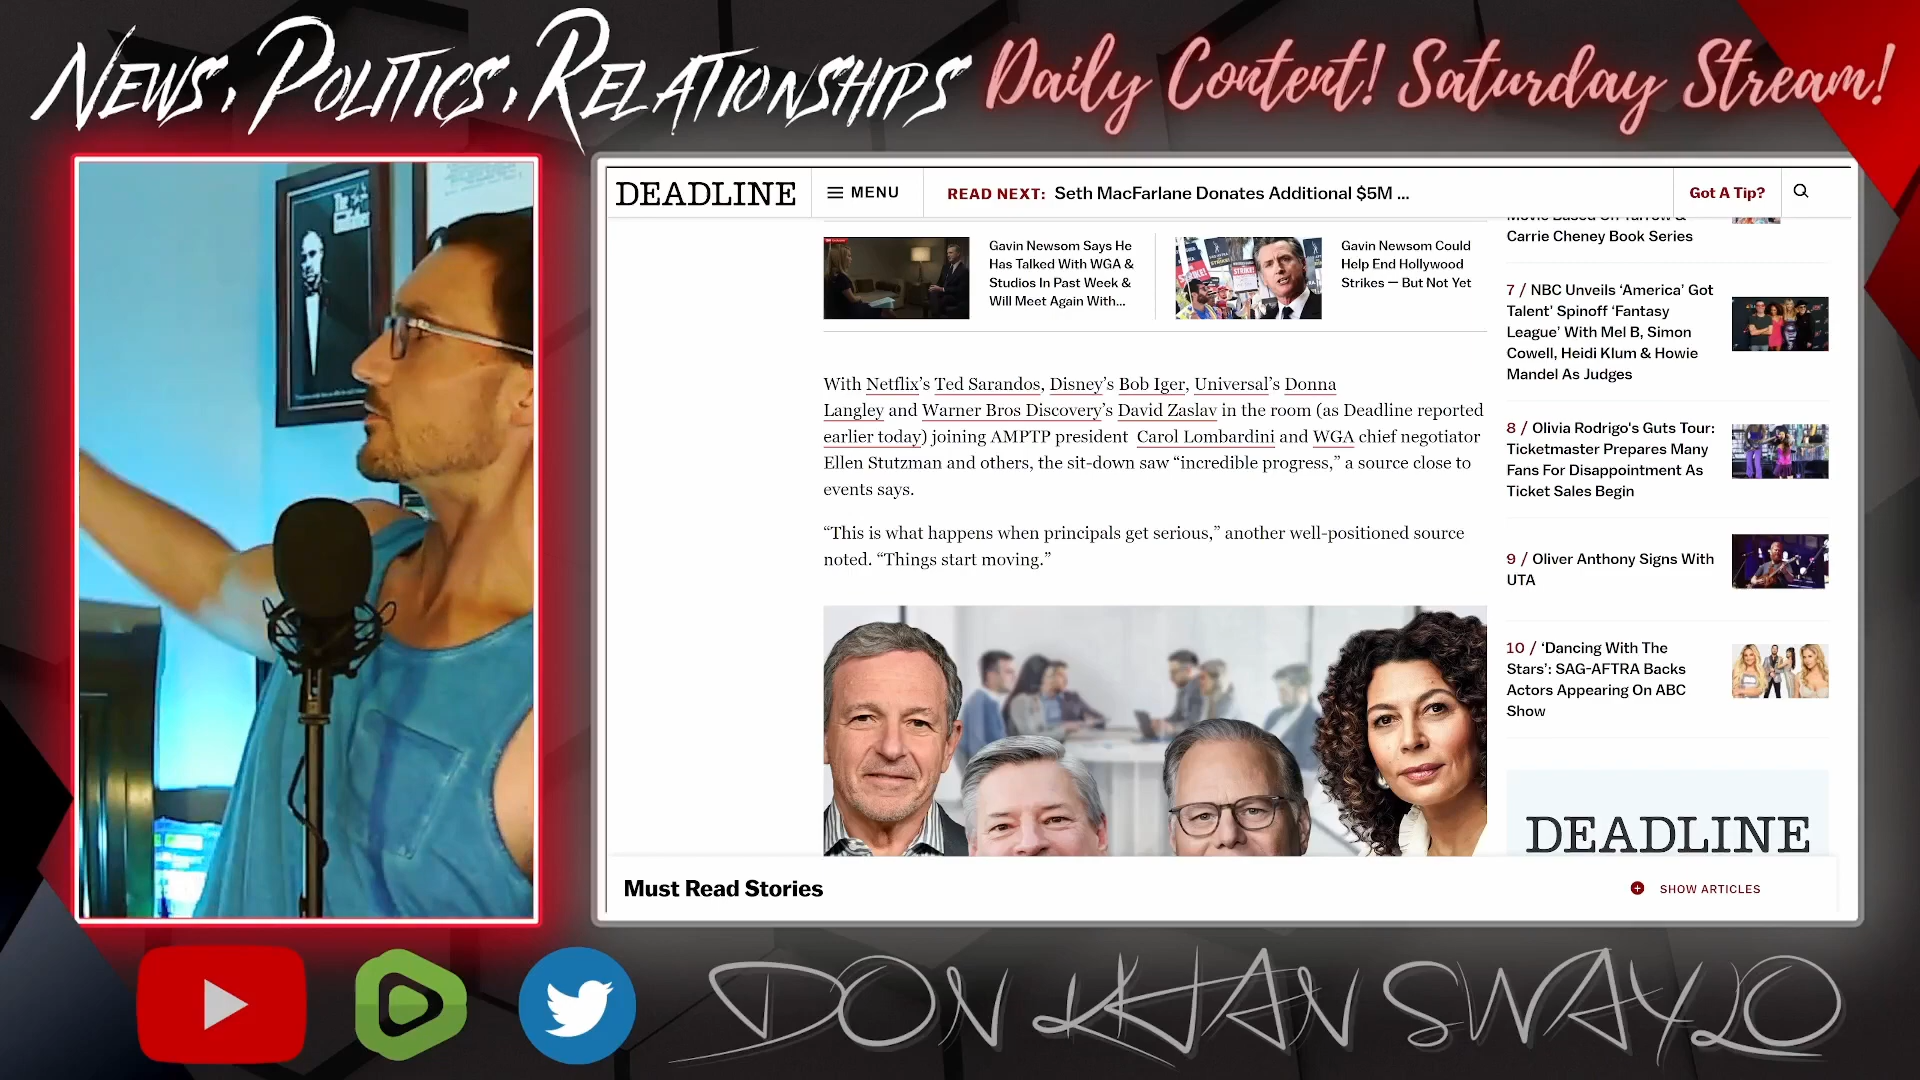 NEWS, POLITICS, RELATIONSHIPS Daily Content! Saturday Stream!
DEADLINE
MENU
READ NEXT: Seth MacFarlane Donates Additional $5M ...
Got A Tip?
Gavin Newsom Says He
Has Talked With WGA &
Studios In Past Week &
Will Meet Again With...
Gavin Newsom Could
Help End Hollywood
Strikes — But Not Yet
With Netflix’s Ted Sarandos, Disney’s Bob Iger, Universal’s Donna
Langley and Warner Bros Discovery’s David Zaslav in the room (as Deadline reported
earlier today) joining AMPTP president Carol Lombardini and WGA chief negotiator
Ellen Stutzman and others, the sit-down saw “incredible progress,” a source close to
events says.
“This is what happens when principals get serious,” another well-positioned source
noted. “Things start moving.”
Carrie Cheney Book Series
7 / NBC Unveils ‘America’ Got
Talent’ Spinoff ‘Fantasy
League’ With Mel B, Simon
Cowell, Heidi Klum & Howie
Mandel As Judges
8 / Olivia Rodrigo's Guts Tour:
Ticketmaster Prepares Many
Fans For Disappointment As
Ticket Sales Begin
9 / Oliver Anthony Signs With
UTA
10 / ‘Dancing With The
Stars’: SAG-AFTRA Backs
Actors Appearing On ABC
Show
DEADLINE
Must Read Stories
SHOW ARTICLES
DON KHAN SWAYLO